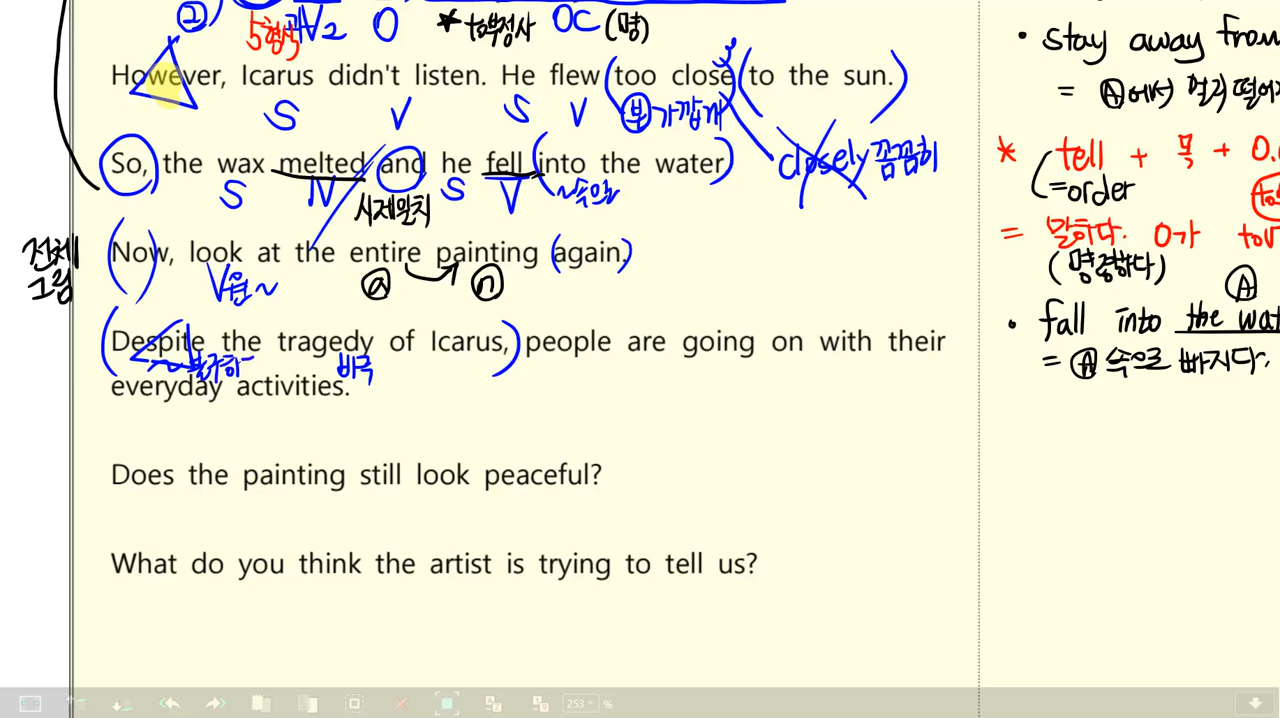 ② 5형식 V2 O *to부정사 OC (명)
However, Icarus didn't listen. He flew (too close) (to the sun.)
S V S V 부 가깝게
So, the wax melted and he fell (into the water)
closely 꼼꼼히
S V 시제일치 S V ~속으로
(Now), look at the entire painting (again.)
전체 그림
V원~ ⓐ ⓝ
(Despite the tragedy of Icarus,) people are going on with their
~불구하 비극
everyday activities.
Does the painting still look peaceful?
What do you think the artist is trying to tell us?
• stay away from
= Ⓐ에서 멀리 떨어지
* tell + 목 + O.
(=order
= 말하다. O가 toV
(명령하다) Ⓐ
• fall into the wat
= Ⓐ 속으로 빠지다.
253 %